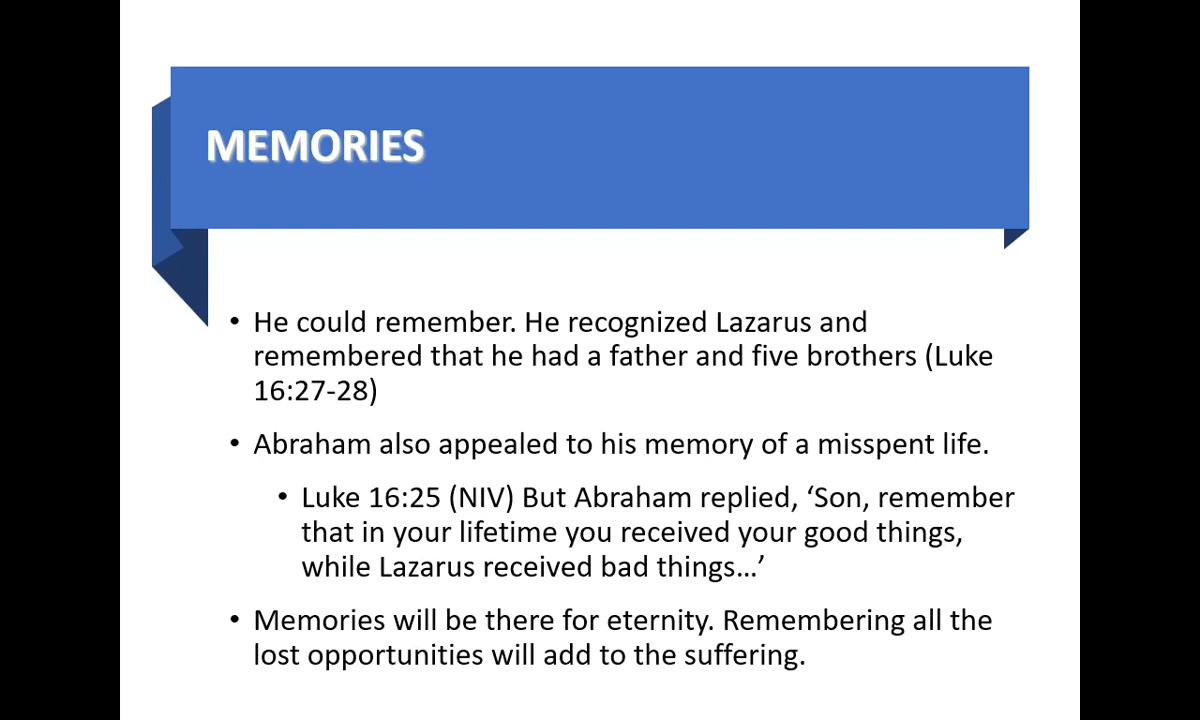 MEMORIES
• He could remember. He recognized Lazarus and
remembered that he had a father and five brothers (Luke
16:27-28)
• Abraham also appealed to his memory of a misspent life.
• Luke 16:25 (NIV) But Abraham replied, ‘Son, remember
that in your lifetime you received your good things,
while Lazarus received bad things…’
• Memories will be there for eternity. Remembering all the
lost opportunities will add to the suffering.